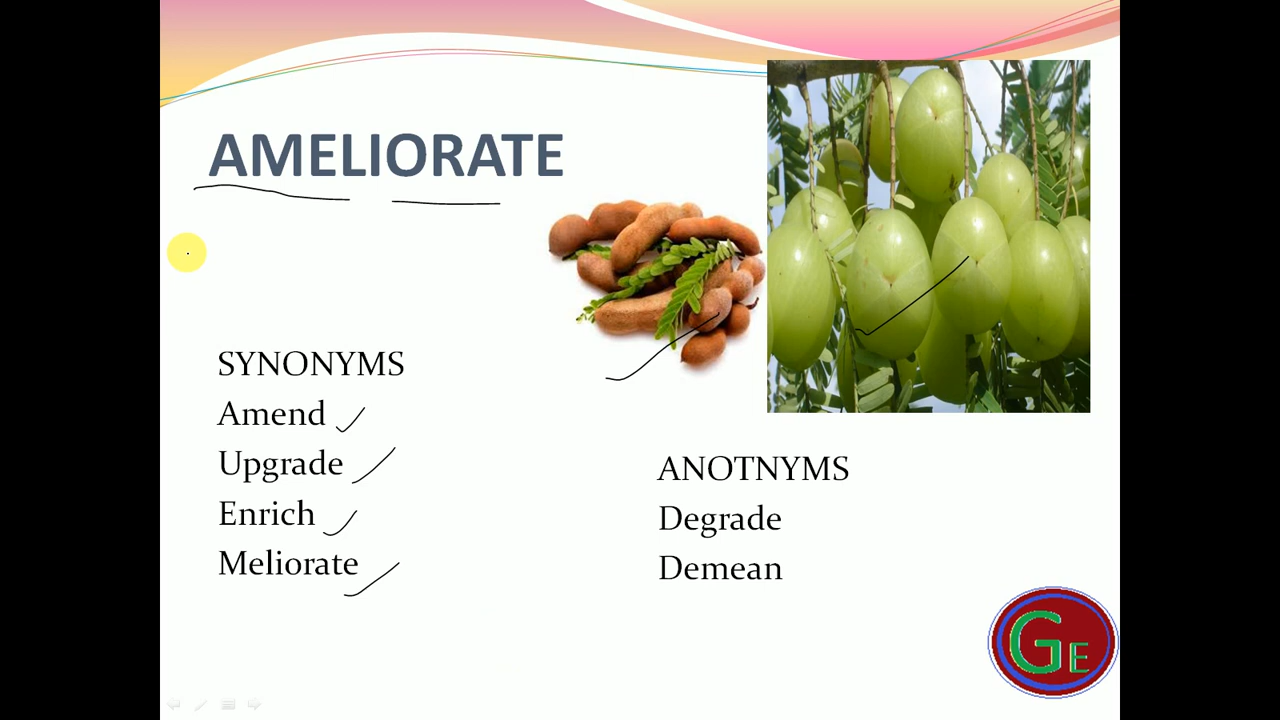 AMELIORATE
SYNONYMS
Amend
Upgrade
Enrich
Meliorate
ANOTNYMS
Degrade
Demean
GE